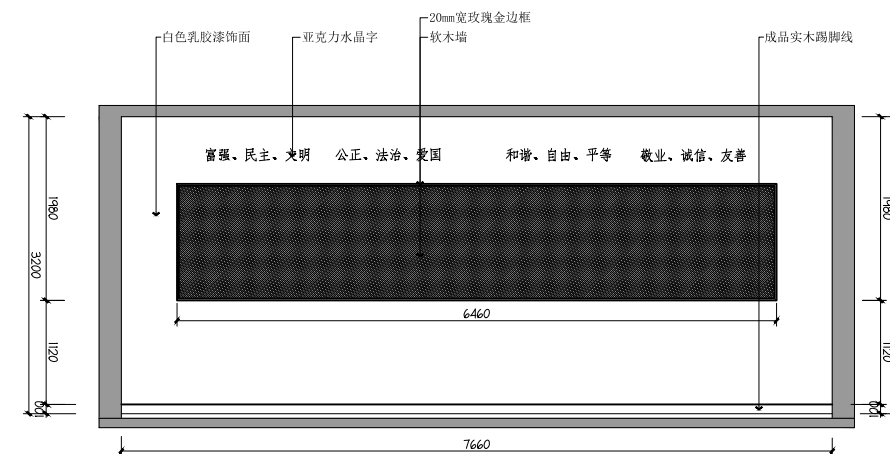 20mm宽玫瑰金边框
白色乳胶漆饰面 亚克力水晶字 软木墙 成品实木踢脚线
富强、民主、文明 公正、法治、爱国 和谐、自由、平等 敬业、诚信、友善
1980 1980
3200
6460
1120 1120
100 100
7660